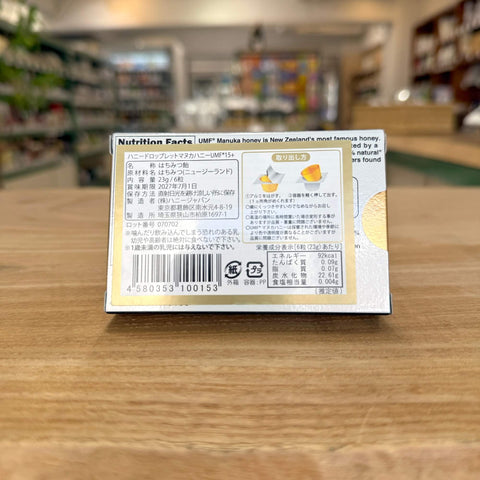 Nutrition Facts
UMF® Manuka honey is New Zealand's most famous honey,
ted by a
% natural"
ers found
ハニードロップレットマヌカハニーUMF®15+
名　　称 はちみつ飴
原材料名 はちみつ(ニュージーランド)
内 容 量 23g/6粒
賞味期限 2027年7月1日
保存方法 直射日光を避け涼しい所に保存
製 造 者 (株)ハニージャパン
東京都葛飾区南水元4-8-19
製 造 所 埼玉県狭山市柏原1697-1
ロット番号 070702
※噛んだり飲み込んでしまう恐れのある乳
幼児や高齢者は絶対に食べないで下さい。
※1歳未満の乳児には与えないで下さい。
4 580353 100153
紙
外箱
容器:PP
取り出し方
栄養成分表示【6粒(23g)あたり】
エネルギー 92kcal
たんぱく質 0.09g
脂　　質 0.07g
炭水化物 22.61g
食塩相当量 0.004g
(推定値)